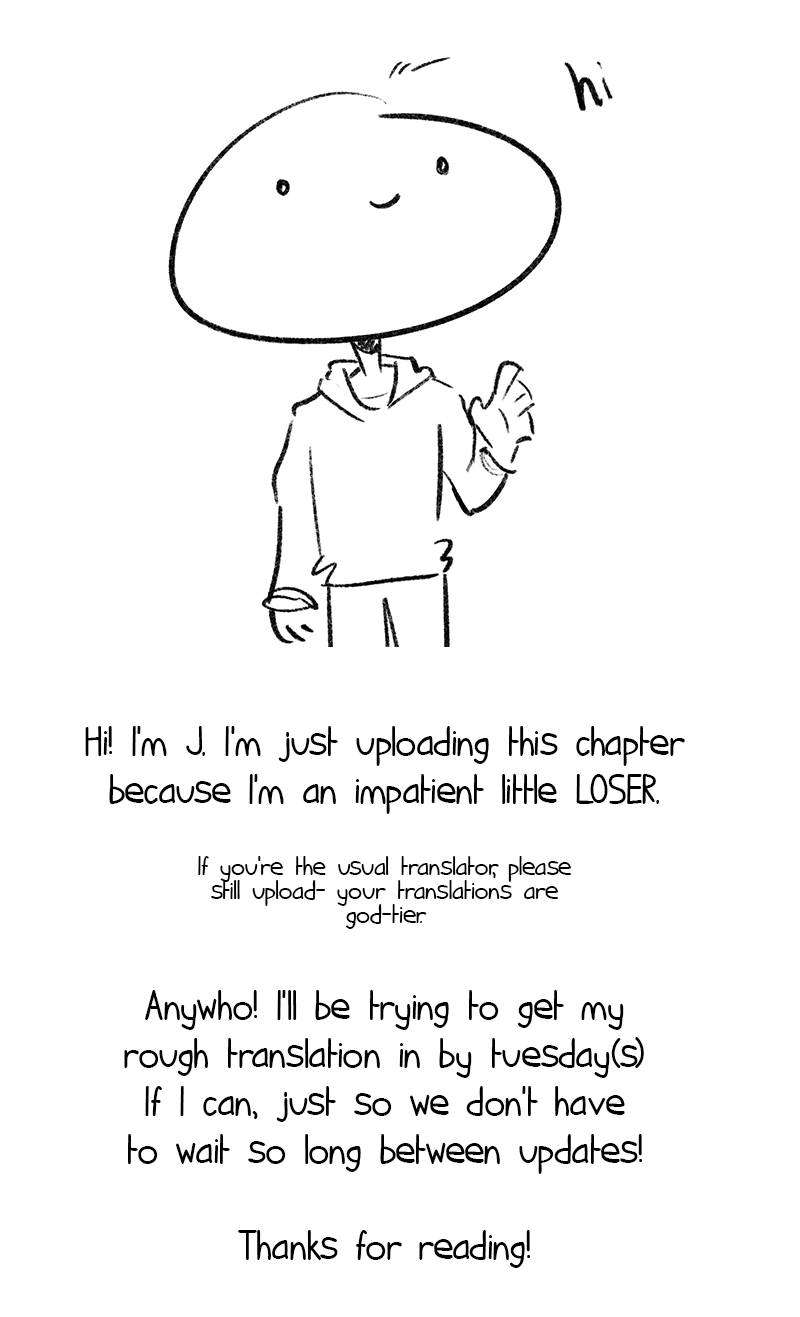 hi
Hi! I'm J. I'm just uploading this chapter
because I'm an impatient little LOSER.
If you're the usual translator, please
still upload- your translations are
god-tier.
Anywho! I'll be trying to get my
rough translation in by tuesday(s)
If I can, just so we don't have
to wait so long between updates!
Thanks for reading!